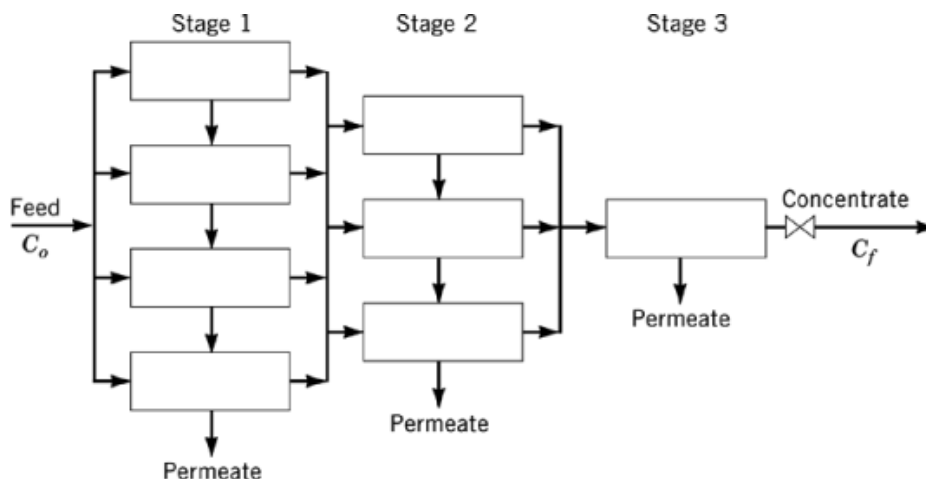 Stage 1
Stage 2
Stage 3
Feed
C_o
Concentrate
C_f
Permeate
Permeate
Permeate